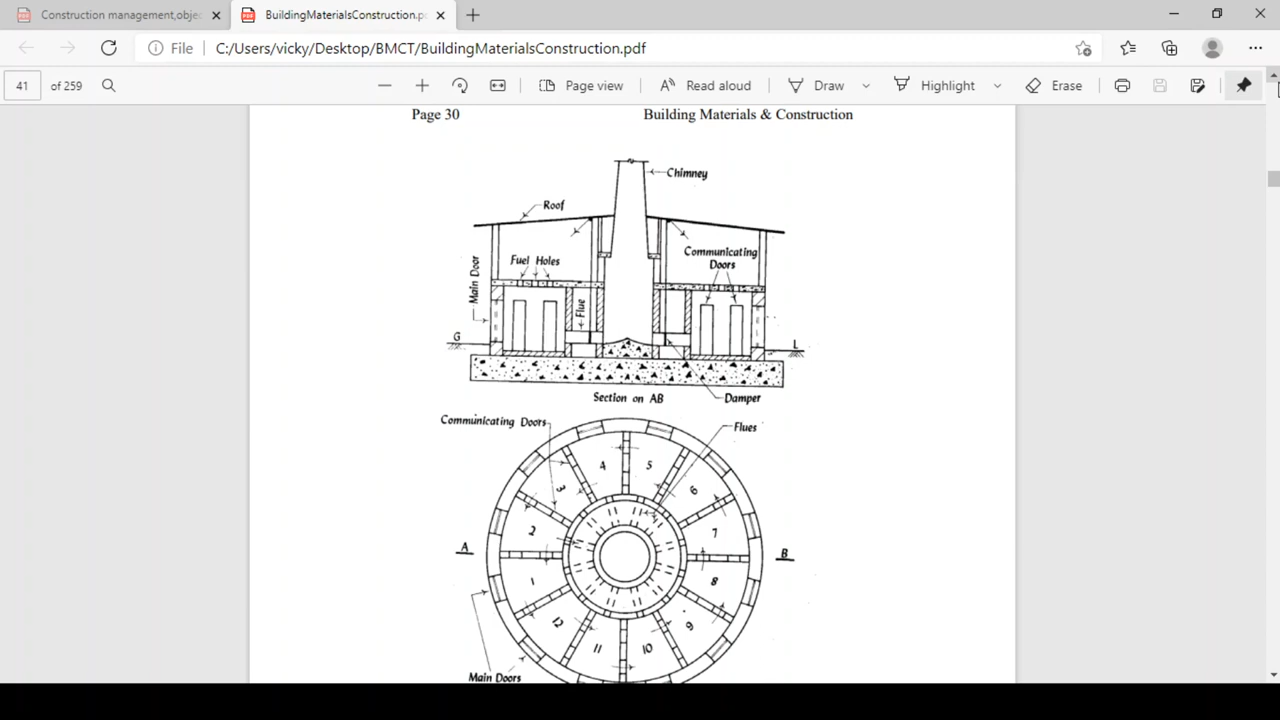 Construction management,obje
BuildingMaterialsConstruction.p
File
C:/Users/vicky/Desktop/BMCT/BuildingMaterialsConstruction.pdf
41 of 259
Page view
Read aloud
Draw
Highlight
Erase
Page 30
Building Materials & Construction
Chimney
Roof
Communicating
Doors
Fuel Holes
Main Door
Flue
G
L
Section on AB
Damper
Communicating Doors
Flues
4
5
3
6
2
7
A
B
1
8
12
9
11
10
Main Doors